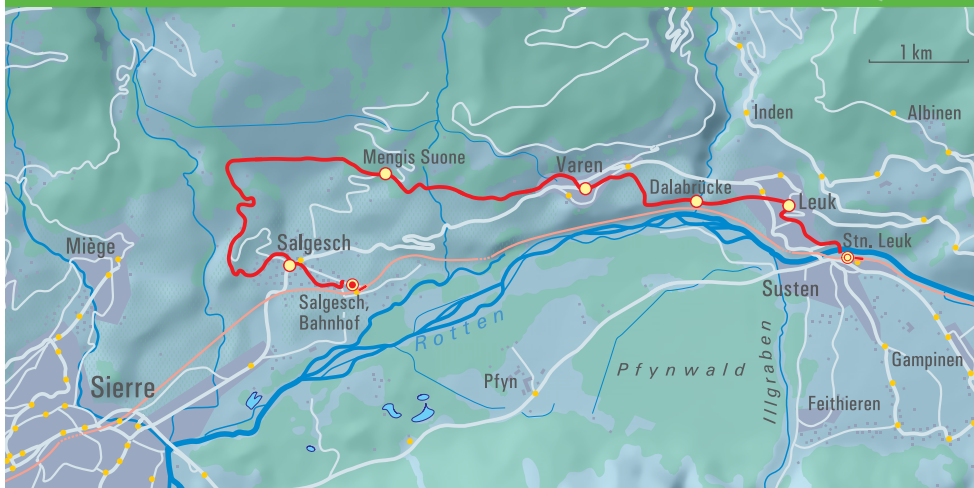 1 km
Inden
Albinen
Mengis Suone
Varen
Dalabrücke
Leuk
Miège
Salgesch
Stn. Leuk
Salgesch,
Bahnhof
Susten
Rotten
Sierre
Pfyn
Pfynwald
Illgraben
Gampinen
Feithieren